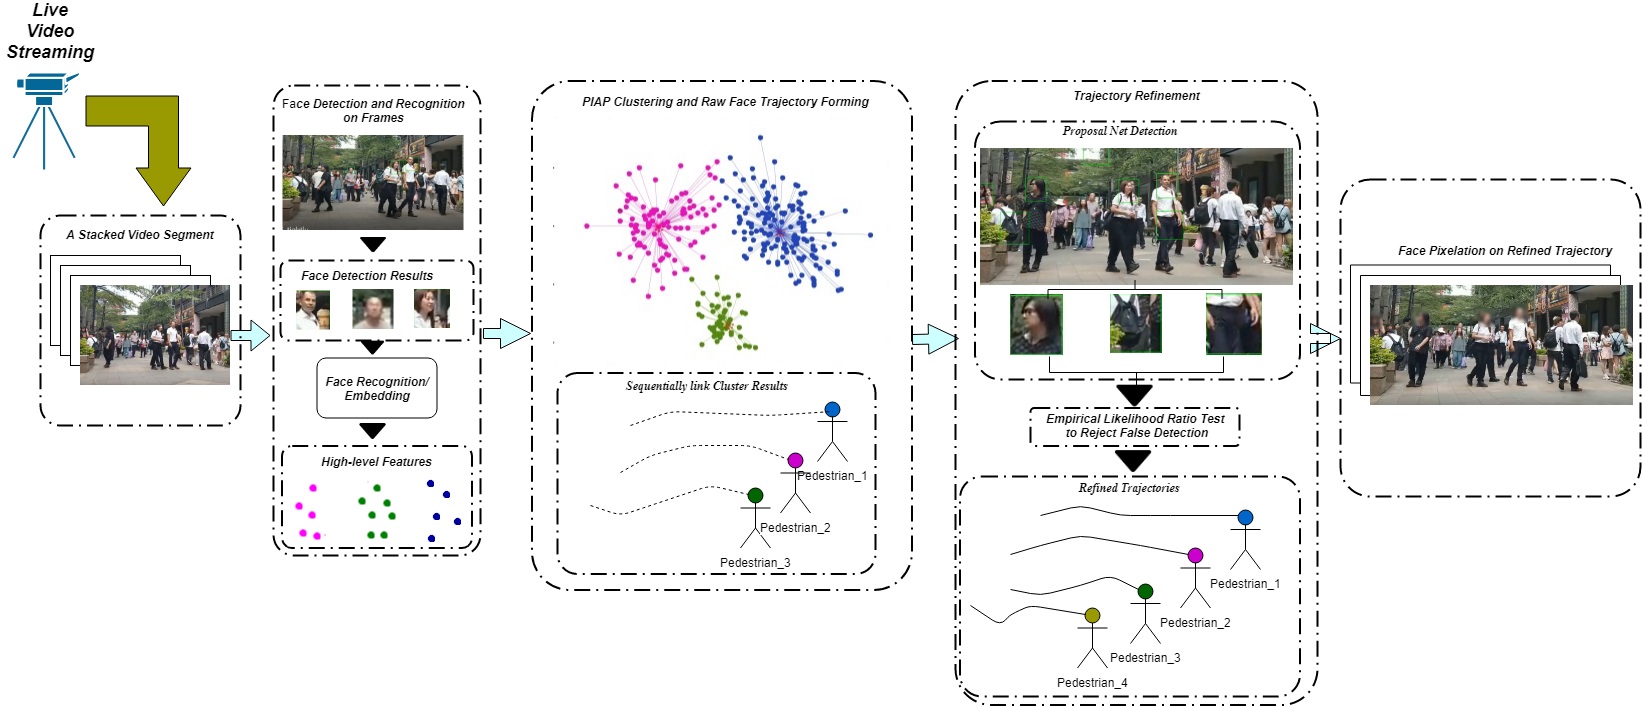 Live
Video
Streaming
A Stacked Video Segment
Face Detection and Recognition
on Frames
Face Detection Results
Face Recognition/
Embedding
High-level Features
PIAP Clustering and Raw Face Trajectory Forming
Sequentially link Cluster Results
Pedestrian_1
Pedestrian_2
Pedestrian_3
Trajectory Refinement
Proposal Net Detection
Empirical Likelihood Ratio Test
to Reject False Detection
Refined Trajectories
Pedestrian_1
Pedestrian_2
Pedestrian_3
Pedestrian_4
Face Pixelation on Refined Trajectory